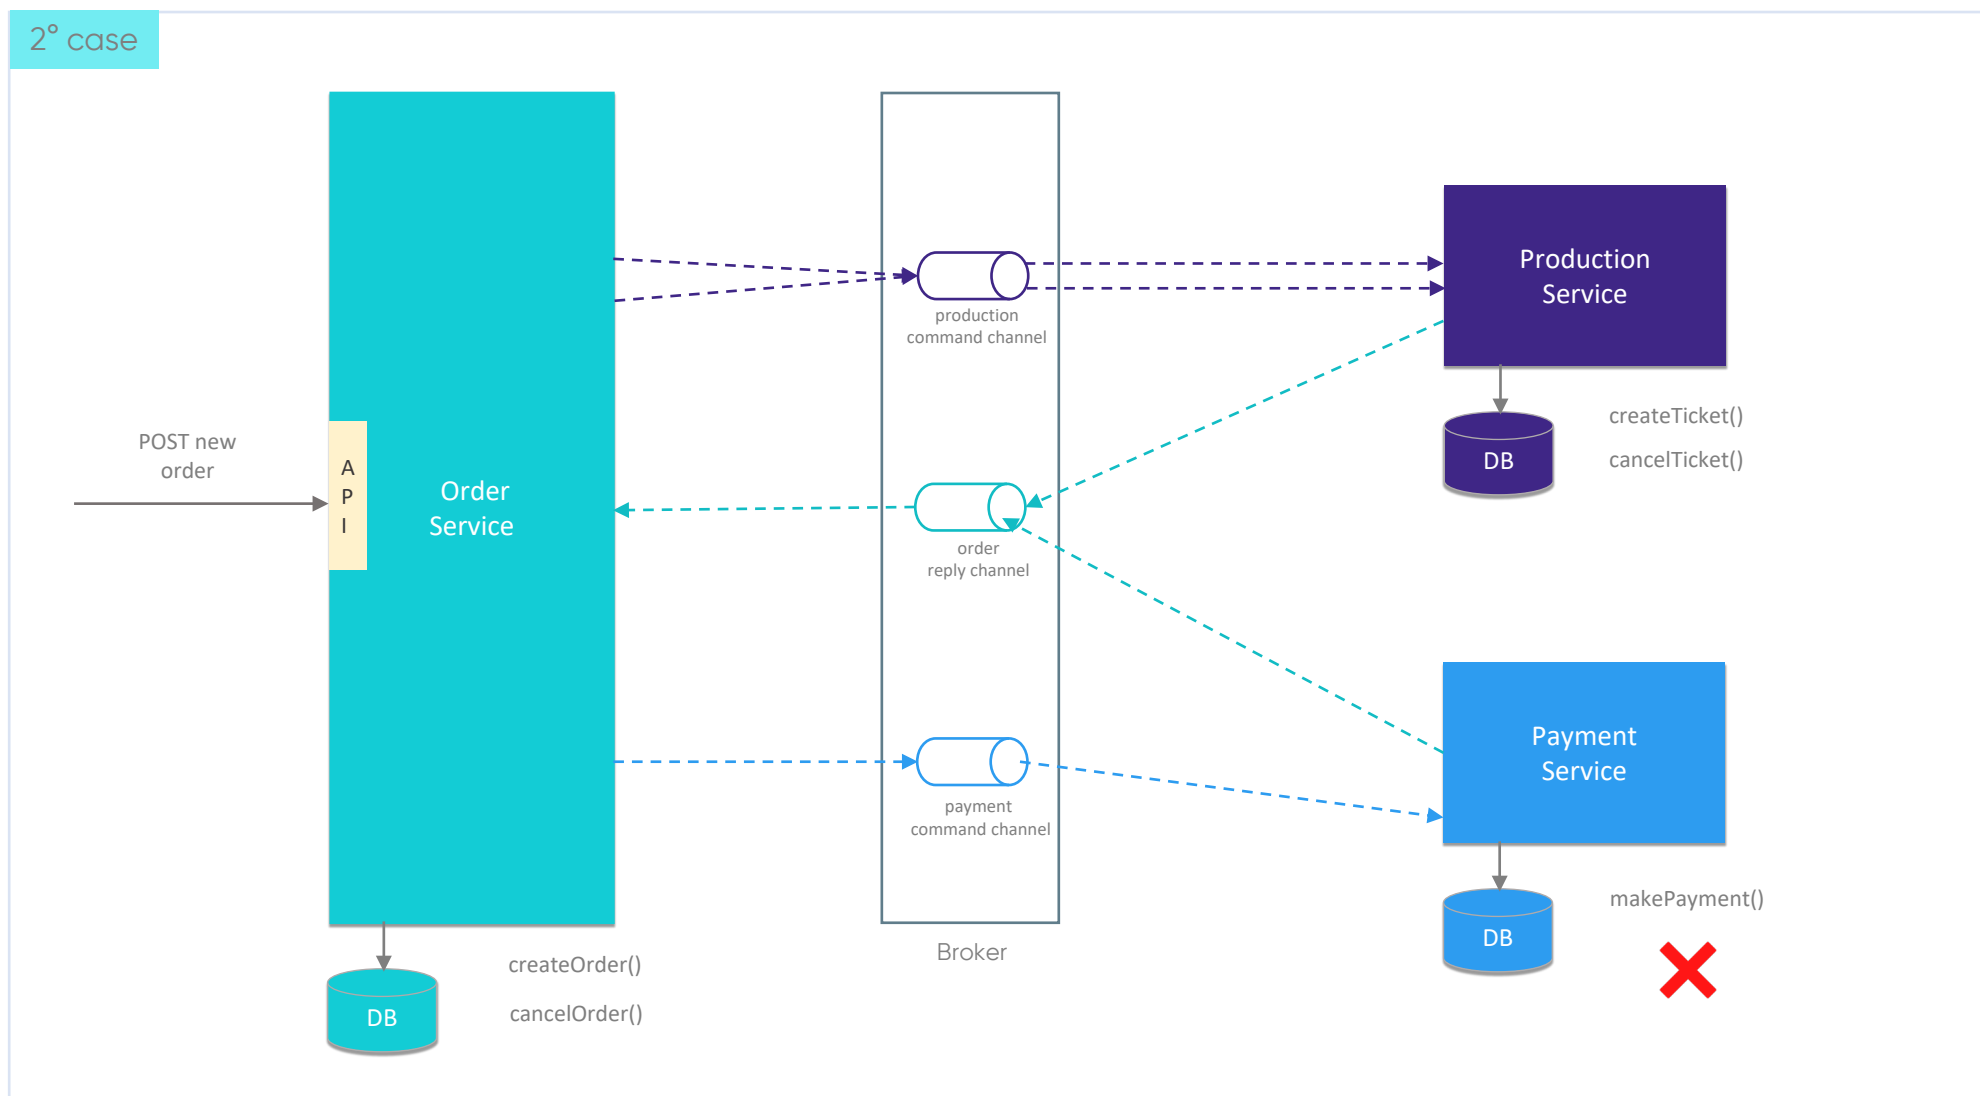 2° case
POST new
order
A
P
I
Order
Service
DB
createOrder()
cancelOrder()
production
command channel
order
reply channel
payment
command channel
Broker
Production
Service
DB
createTicket()
cancelTicket()
Payment
Service
DB
makePayment()